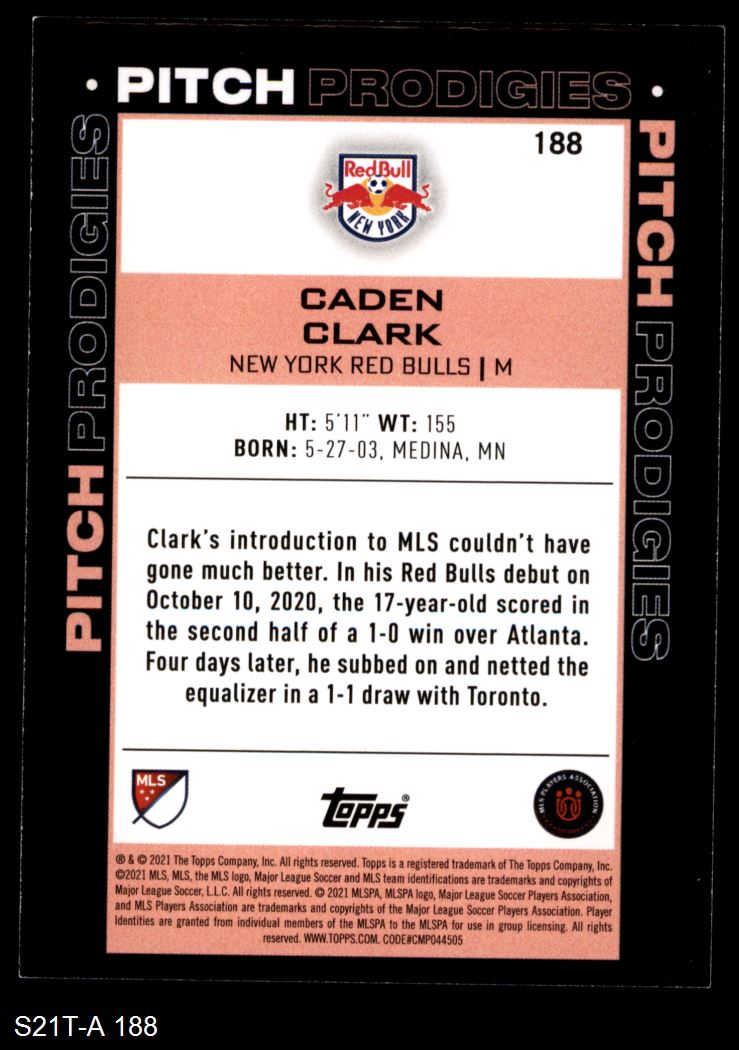 • PITCH PRODIGIES •
PITCH PRODIGIES
PITCH PRODIGIES
188
Red Bull
NEW YORK
CADEN
CLARK
NEW YORK RED BULLS | M
HT: 5'11" WT: 155
BORN: 5-27-03, MEDINA, MN
Clark's introduction to MLS couldn't have
gone much better. In his Red Bulls debut on
October 10, 2020, the 17-year-old scored in
the second half of a 1-0 win over Atlanta.
Four days later, he subbed on and netted the
equalizer in a 1-1 draw with Toronto.
MLS
Topps®
MLS PLAYERS ASSOCIATION
® & © 2021 The Topps Company, Inc. All rights reserved. Topps is a registered trademark of The Topps Company, Inc.
©2021 MLS, MLS, the MLS logo, Major League Soccer and MLS team identifications are trademarks and copyrights of
Major League Soccer, L.L.C. All rights reserved. © 2021 MLSPA, MLSPA logo, Major League Soccer Players Association,
and MLS Players Association are trademarks and copyrights of the Major League Soccer Players Association. Player
Identities are granted from individual members of the MLSPA to the MLSPA for use in group licensing. All rights
reserved. WWW.TOPPS.COM. CODE#CMP044505
S21T-A 188